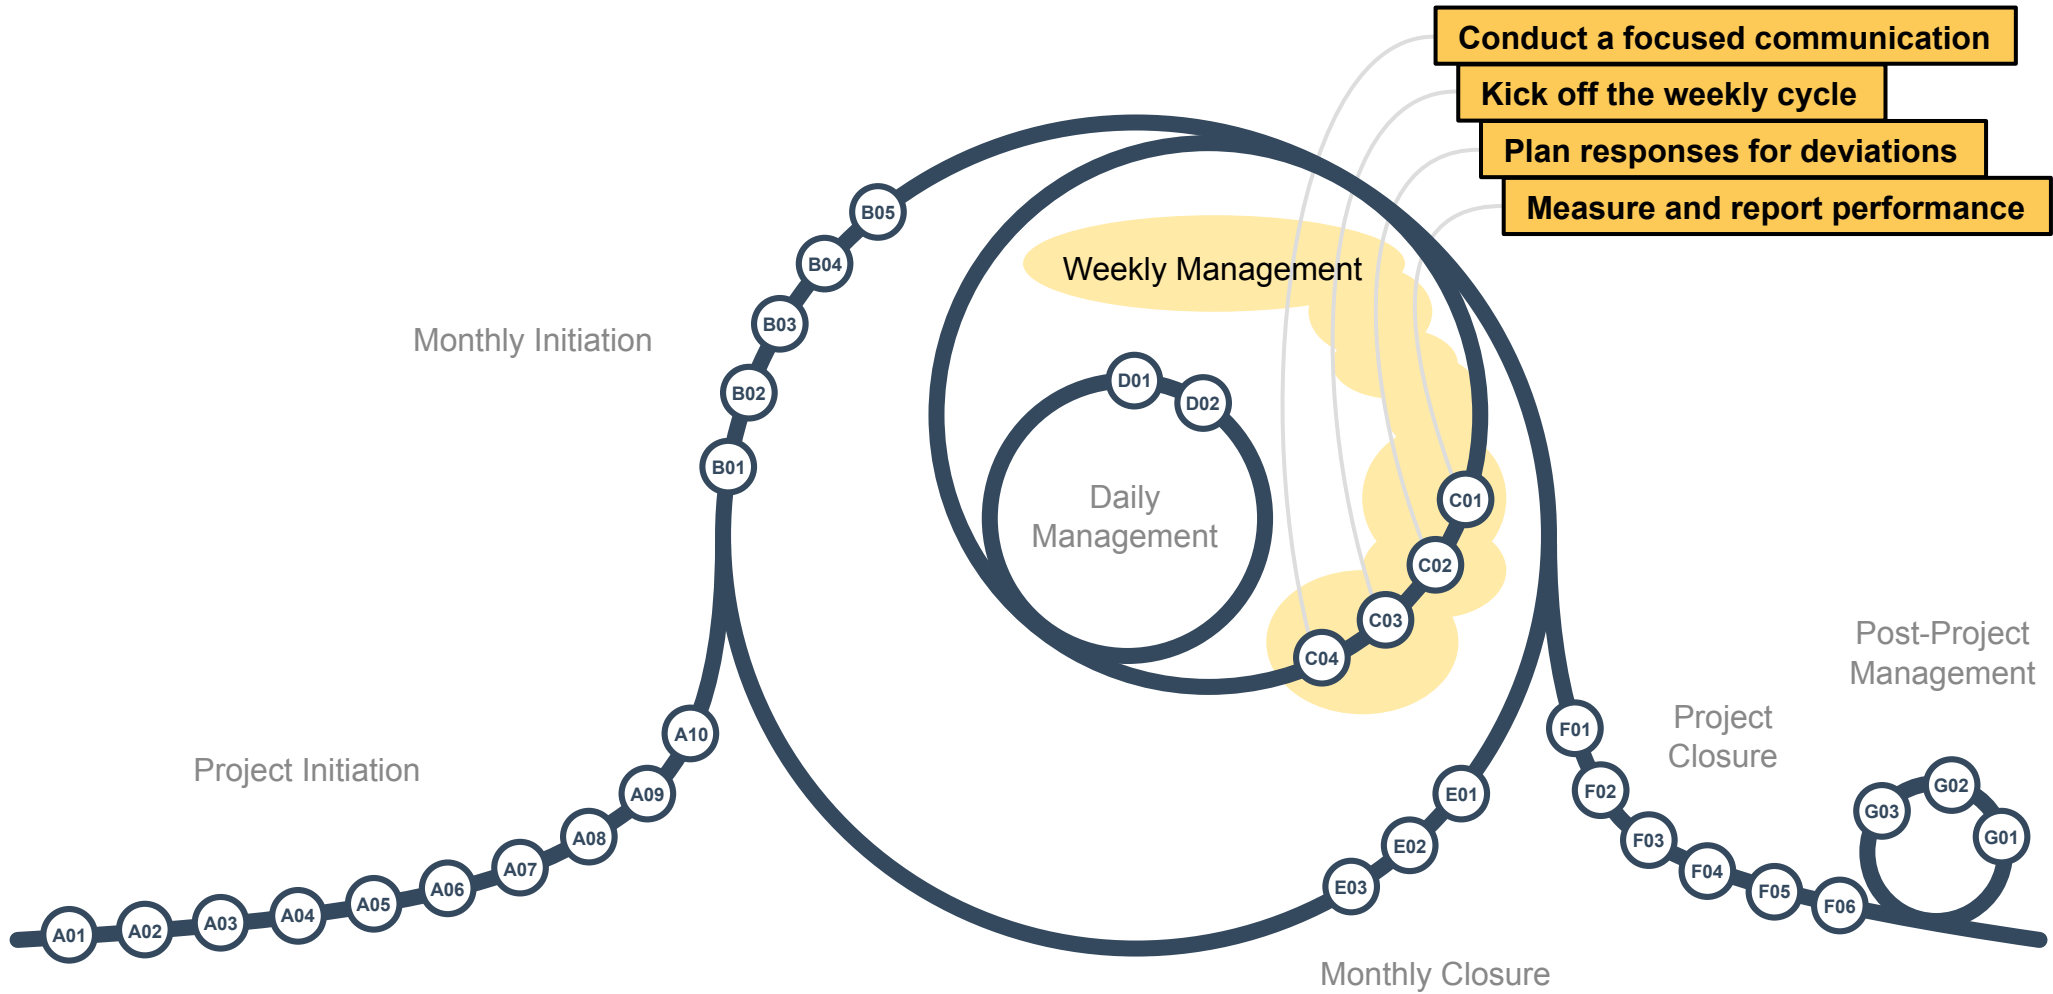 Conduct a focused communication
Kick off the weekly cycle
Plan responses for deviations
Measure and report performance
Weekly Management
Monthly Initiation
Daily
Management
Project Initiation
Post-Project
Management
Project
Closure
Monthly Closure
A01
A02
A03
A04
A05
A06
A07
A08
A09
A10
B01
B02
B03
B04
B05
C01
C02
C03
C04
D01
D02
E01
E02
E03
F01
F02
F03
F04
F05
F06
G01
G02
G03